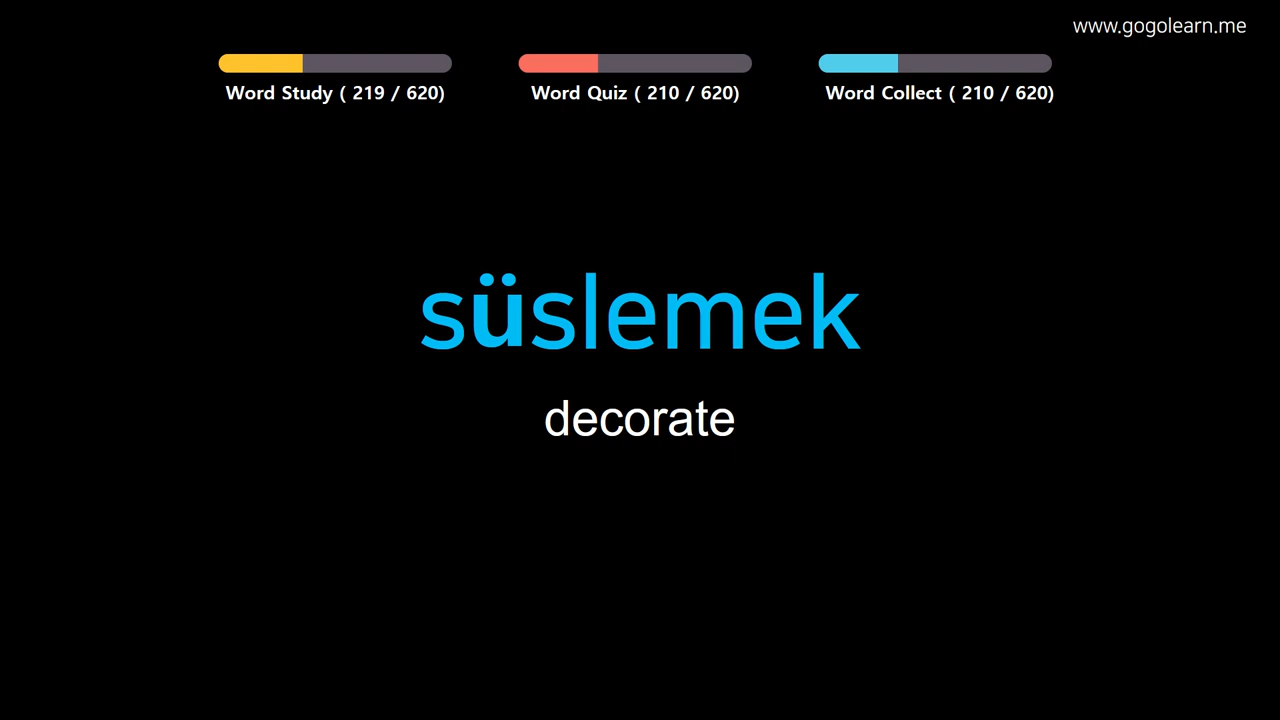 www.gogolearn.me
Word Study ( 219 / 620)
Word Quiz ( 210 / 620)
Word Collect ( 210 / 620)
süslemek
decorate